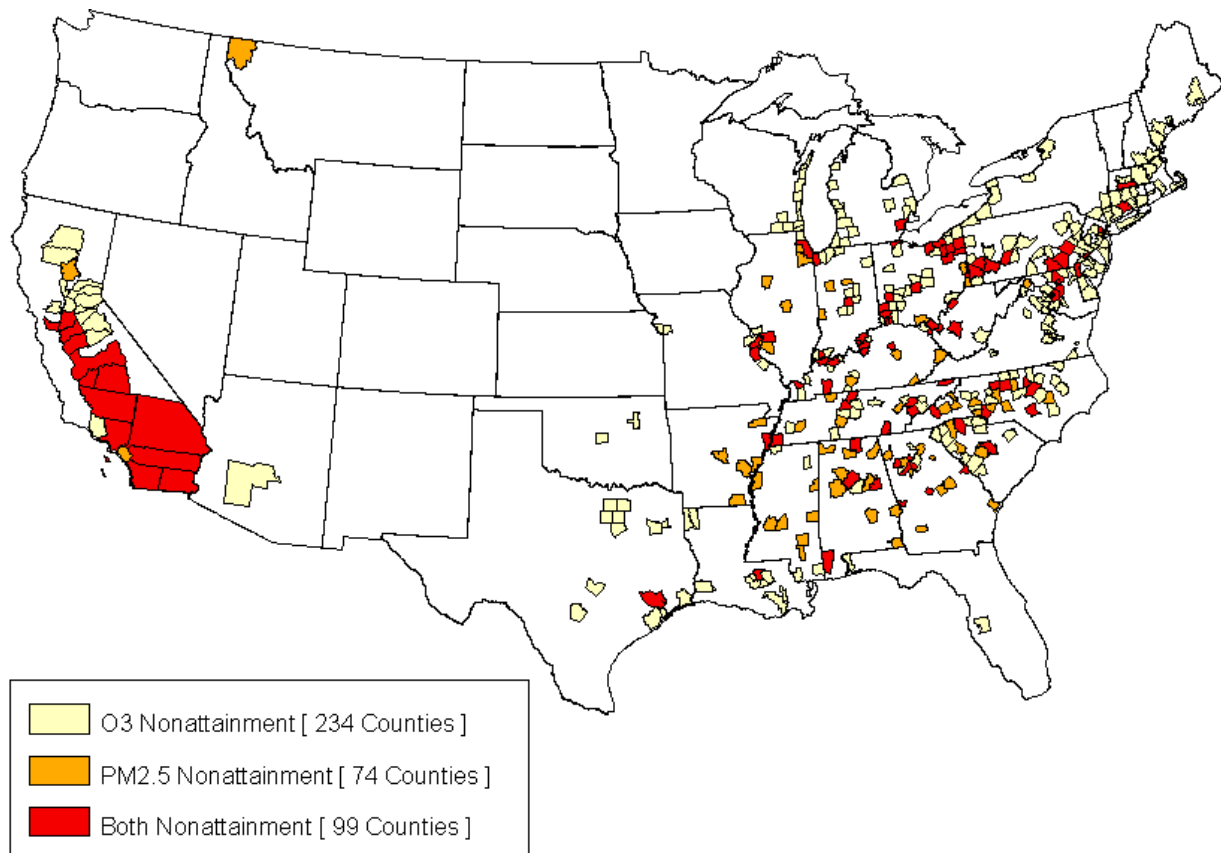 O3 Nonattainment [ 234 Counties ]
PM2.5 Nonattainment [ 74 Counties ]
Both Nonattainment [ 99 Counties ]